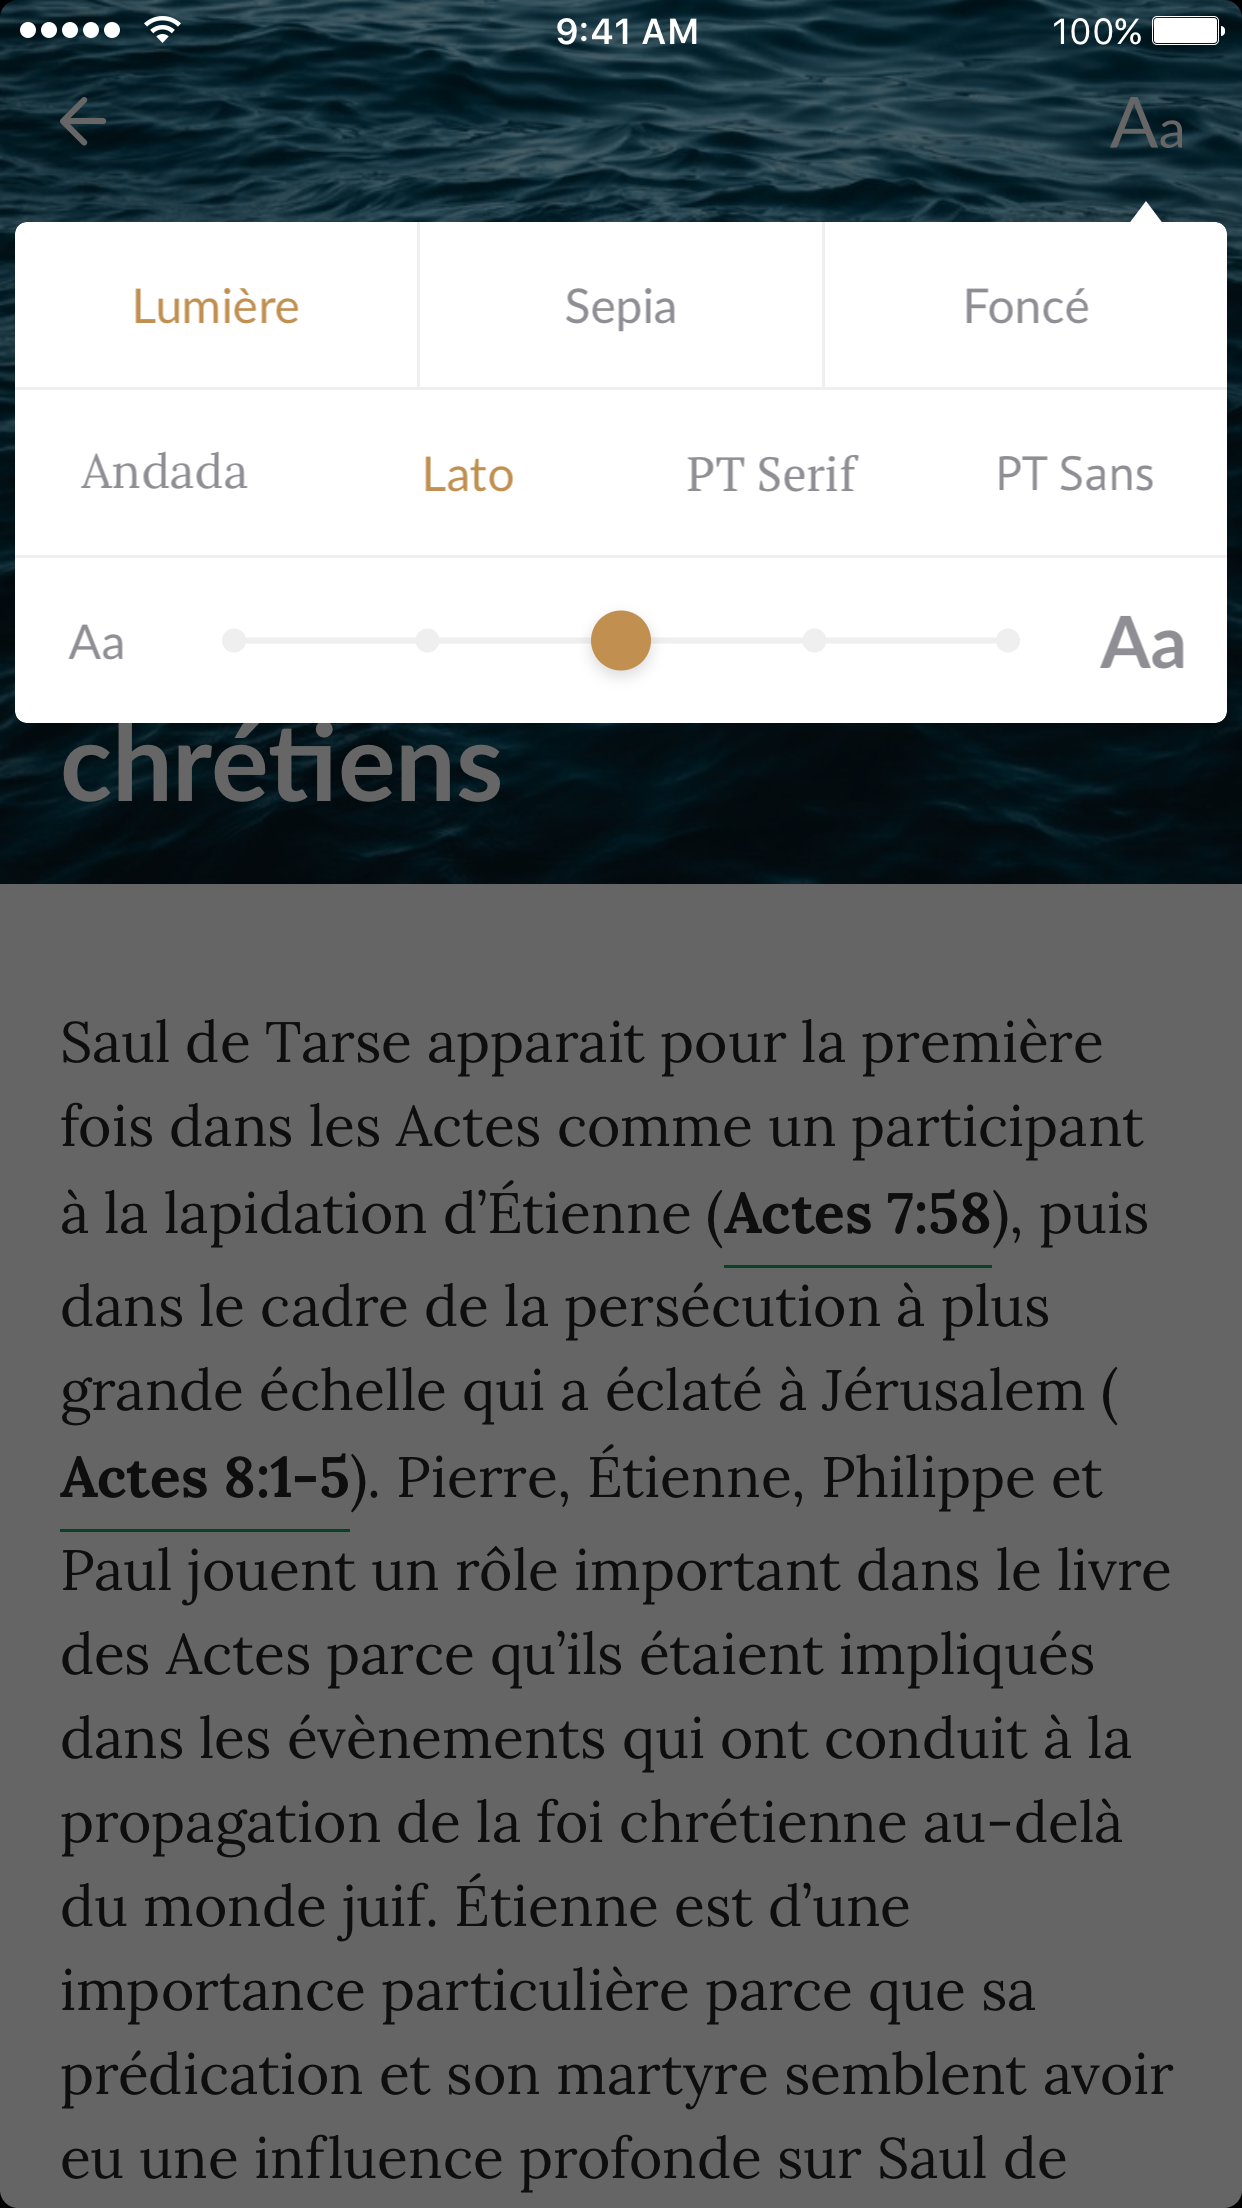 9:41 AM 100%
Aa
Lumière Sepia Foncé
Andada Lato PT Serif PT Sans
Aa Aa
chrétiens
Saul de Tarse apparait pour la première
fois dans les Actes comme un participant
à la lapidation d’Étienne (Actes 7:58), puis
dans le cadre de la persécution à plus
grande échelle qui a éclaté à Jérusalem (
Actes 8:1-5). Pierre, Étienne, Philippe et
Paul jouent un rôle important dans le livre
des Actes parce qu’ils étaient impliqués
dans les évènements qui ont conduit à la
propagation de la foi chrétienne au-delà
du monde juif. Étienne est d’une
importance particulière parce que sa
prédication et son martyre semblent avoir
eu une influence profonde sur Saul de